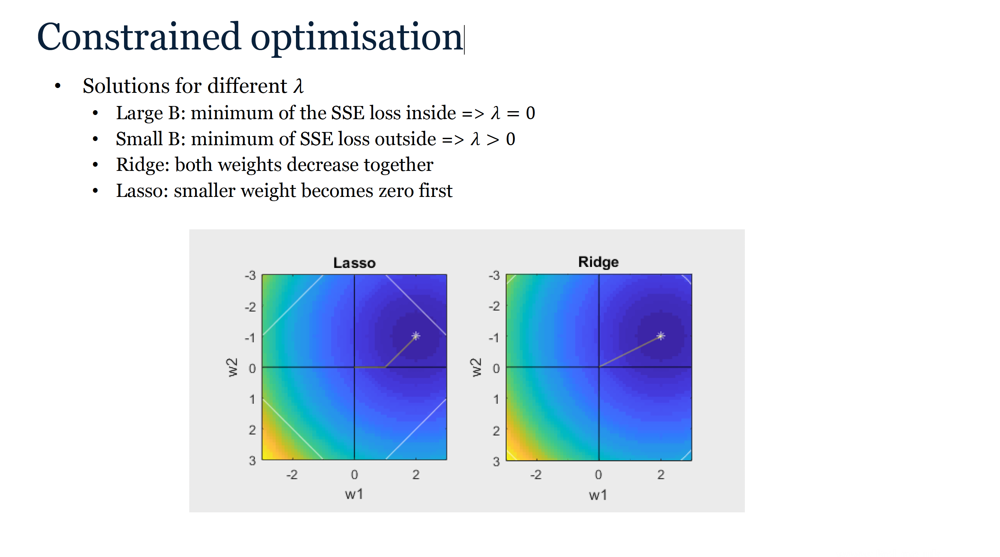 Constrained optimisation
• Solutions for different λ
• Large B: minimum of the SSE loss inside => λ = 0
• Small B: minimum of SSE loss outside => λ > 0
• Ridge: both weights decrease together
• Lasso: smaller weight becomes zero first
Lasso
-3
-2
-1
0
1
2
3
w2
-2 0 2
w1
Ridge
-3
-2
-1
0
1
2
3
w2
-2 0 2
w1